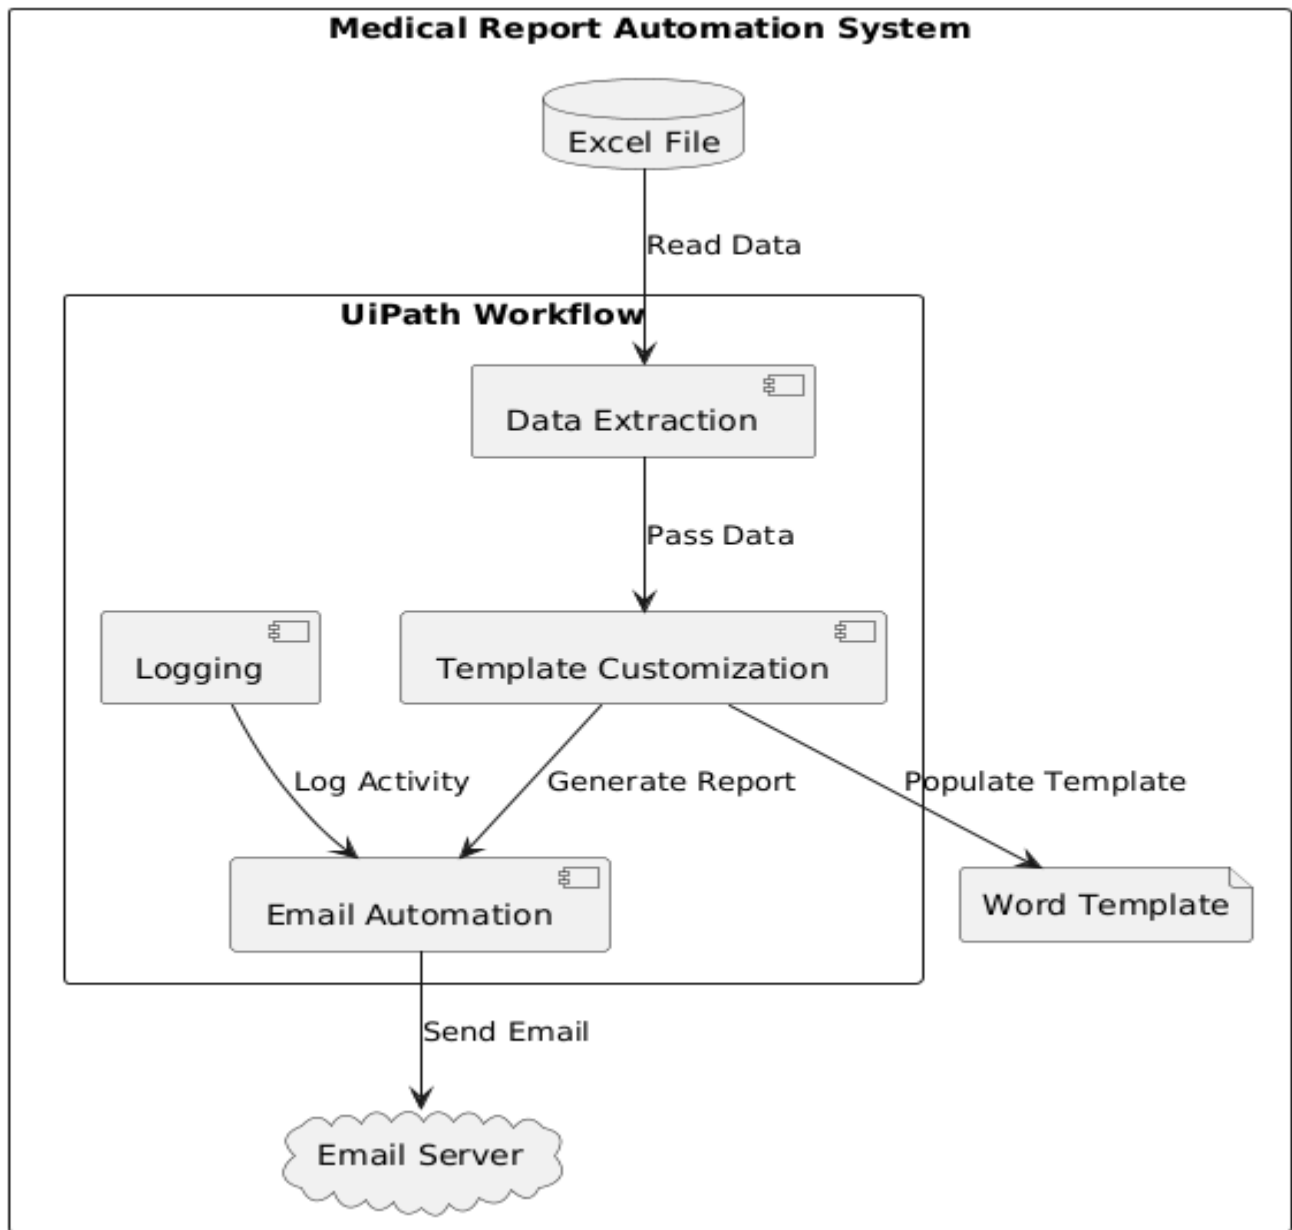 Medical Report Automation System
Excel File
Read Data
UiPath Workflow
Data Extraction
Pass Data
Logging
Template Customization
Log Activity
Generate Report
Populate Template
Email Automation
Word Template
Send Email
Email Server